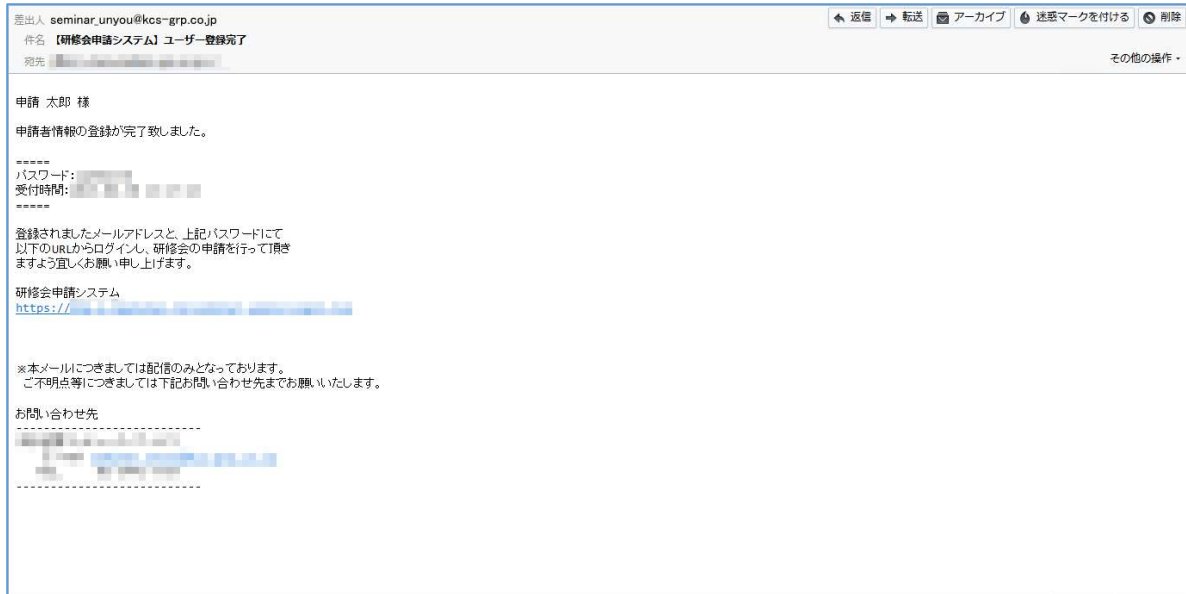 差出人 seminar_unyou@kcs-grp.co.jp
返信 転送 アーカイブ 迷惑マークを付ける 削除
件名 【研修会申請システム】ユーザー登録完了
宛先
その他の操作
申請 太郎 様
申請者情報の登録が完了致しました。
=====
パスワード:
受付時間:
=====
登録されましたメールアドレスと、上記パスワードにて
以下のURLからログインし、研修会の申請を行って頂き
ますよう宜しくお願い申し上げます。
研修会申請システム
https://
※本メールにつきましては配信のみとなっております。
ご不明点等につきましては下記お問い合わせ先までお願いいたします。
お問い合わせ先
---------------------------
---------------------------